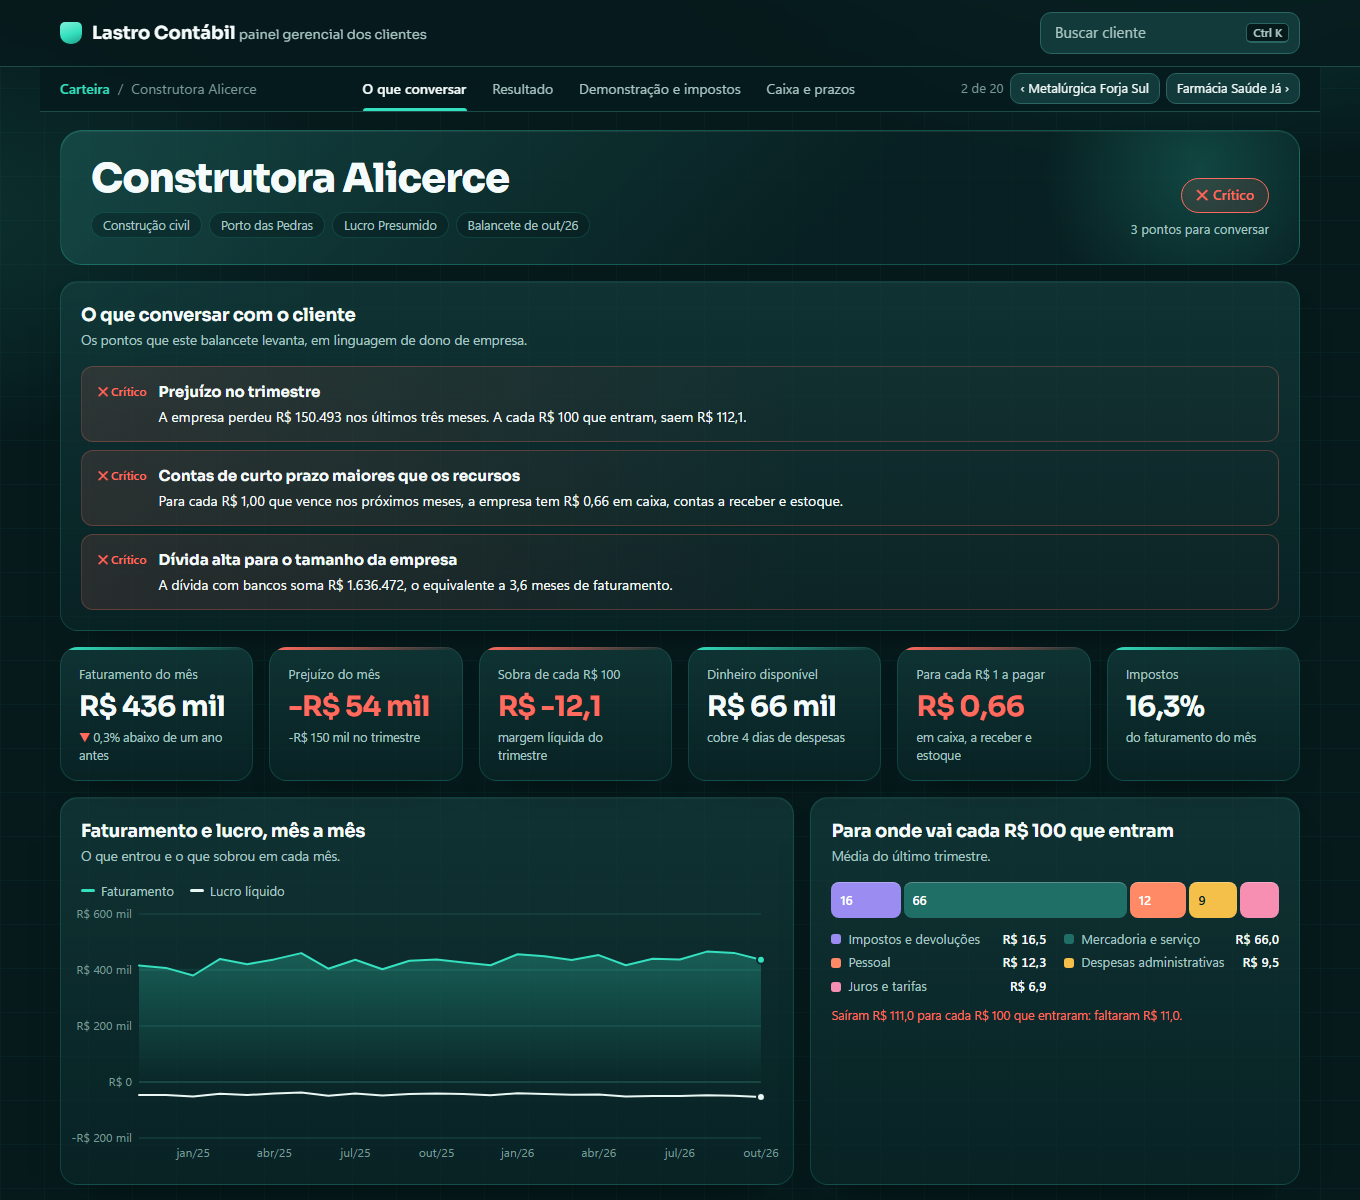 Lastro Contábil painel gerencial dos clientes
Buscar cliente Ctrl K
Carteira / Construtora Alicerce
O que conversar Resultado Demonstração e impostos Caixa e prazos
2 de 20 ‹ Metalúrgica Forja Sul Farmácia Saúde Já ›
Construtora Alicerce
Construção civil Porto das Pedras Lucro Presumido Balancete de out/26
Crítico
3 pontos para conversar
O que conversar com o cliente
Os pontos que este balancete levanta, em linguagem de dono de empresa.
Crítico Prejuízo no trimestre
A empresa perdeu R$ 150.493 nos últimos três meses. A cada R$ 100 que entram, saem R$ 112,1.
Crítico Contas de curto prazo maiores que os recursos
Para cada R$ 1,00 que vence nos próximos meses, a empresa tem R$ 0,66 em caixa, contas a receber e estoque.
Crítico Dívida alta para o tamanho da empresa
A dívida com bancos soma R$ 1.636.472, o equivalente a 3,6 meses de faturamento.
Faturamento do mês
R$ 436 mil
▼ 0,3% abaixo de um ano
antes
Prejuízo do mês
-R$ 54 mil
-R$ 150 mil no trimestre
Sobra de cada R$ 100
R$ -12,1
margem líquida do
trimestre
Dinheiro disponível
R$ 66 mil
cobre 4 dias de despesas
Para cada R$ 1 a pagar
R$ 0,66
em caixa, a receber e
estoque
Impostos
16,3%
do faturamento do mês
Faturamento e lucro, mês a mês
O que entrou e o que sobrou em cada mês.
Faturamento Lucro líquido
R$ 600 mil
R$ 400 mil
R$ 200 mil
R$ 0
-R$ 200 mil
jan/25 abr/25 jul/25 out/25 jan/26 abr/26 jul/26 out/26
Para onde vai cada R$ 100 que entram
Média do último trimestre.
16 66 12 9
Impostos e devoluções R$ 16,5 Mercadoria e serviço R$ 66,0
Pessoal R$ 12,3 Despesas administrativas R$ 9,5
Juros e tarifas R$ 6,9
Saíram R$ 111,0 para cada R$ 100 que entraram: faltaram R$ 11,0.